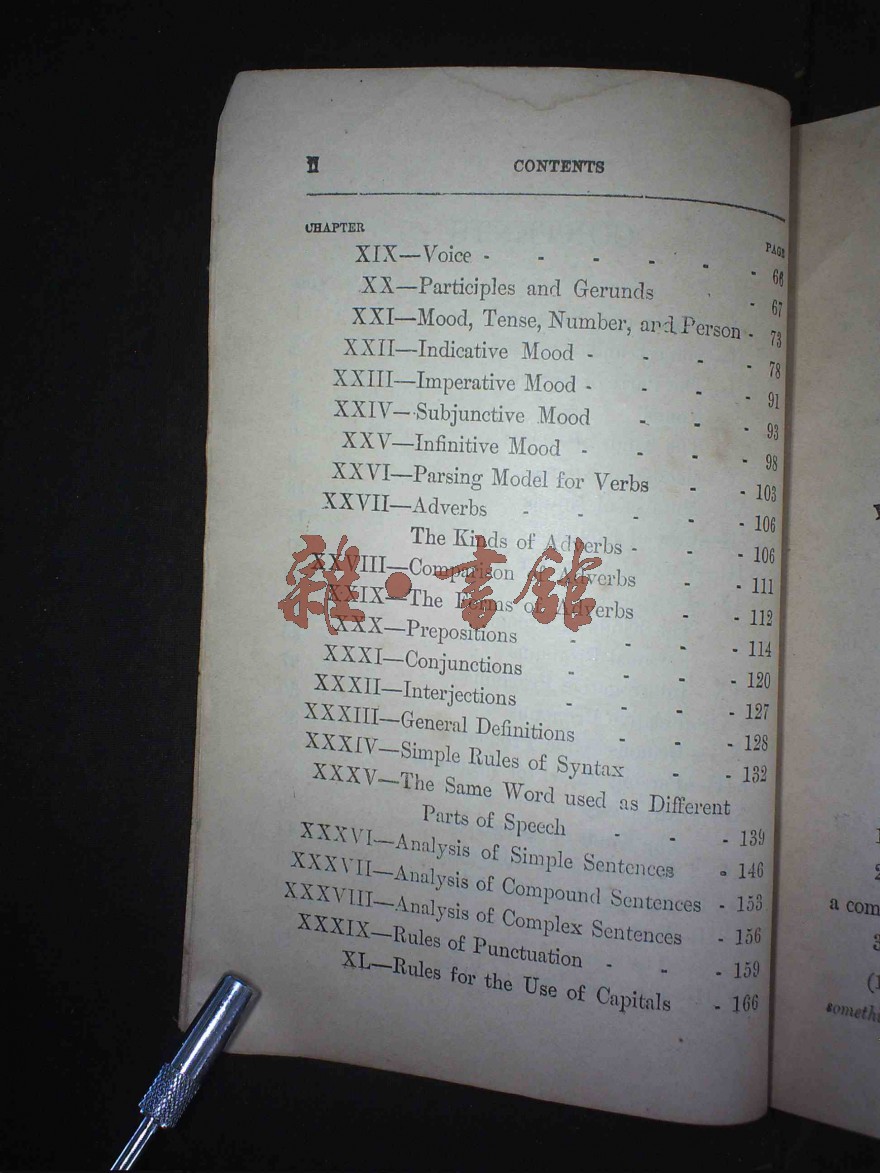 II CONTENTS
CHAPTER PAGE
XIX—Voice - - - - - - 66
XX—Participles and Gerunds - - 67
XXI—Mood, Tense, Number, and Person - 73
XXII—Indicative Mood - - - - 78
XXIII—Imperative Mood - - - - 91
XXIV—Subjunctive Mood - - - 93
XXV—Infinitive Mood - - - - 98
XXVI—Parsing Model for Verbs - - 103
XXVII—Adverbs - - - - - 106
The Kinds of Adverbs - - - 106
XXVIII—Comparison of Adverbs - - 111
XXIX—The Forms of Adverbs - - 112
XXX—Prepositions - - - - 114
XXXI—Conjunctions - - - - 120
XXXII—Interjections - - - - 127
XXXIII—General Definitions - - - 128
XXXIV—Simple Rules of Syntax - - 132
XXXV—The Same Word used as Different
Parts of Speech - - - 139
XXXVI—Analysis of Simple Sentences - 146
XXXVII—Analysis of Compound Sentences - 153
XXXVIII—Analysis of Complex Sentences - 156
XXXIX—Rules of Punctuation - - - 159
XL—Rules for the Use of Capitals - 166
雜·書館
a com